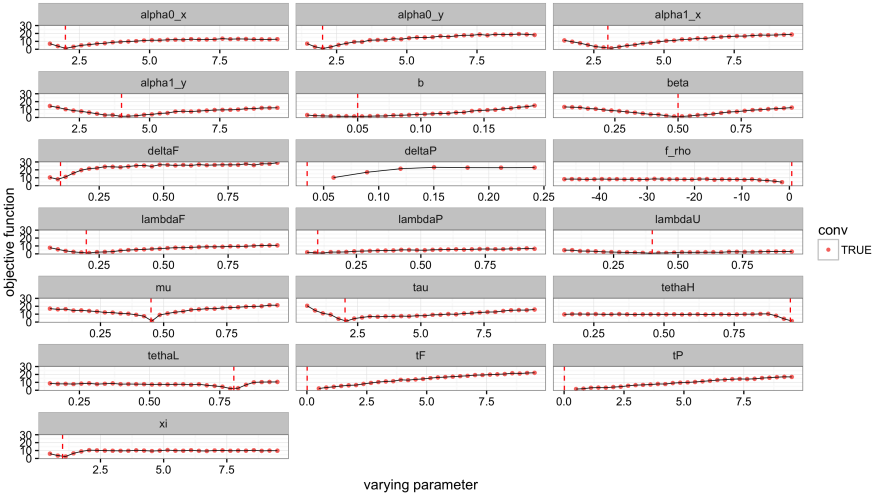 alpha0_x alpha0_y alpha1_x
30 20 10 0
2.5 5.0 7.5 2.5 5.0 7.5 2.5 5.0 7.5
alpha1_y b beta
30 20 10 0
2.5 5.0 7.5 0.05 0.10 0.15 0.25 0.50 0.75
deltaF deltaP f_rho
30 20 10 0
0.25 0.50 0.75 0.05 0.10 0.15 0.20 0.25 -40 -30 -20 -10 0
lambdaF lambdaP lambdaU
30 20 10 0
0.25 0.50 0.75 0.25 0.50 0.75 0.25 0.50 0.75
mu tau tethaH
30 20 10 0
0.25 0.50 0.75 2.5 5.0 7.5 0.25 0.50 0.75
tethaL tF tP
30 20 10 0
0.25 0.50 0.75 0.0 2.5 5.0 7.5 0.0 2.5 5.0 7.5
xi
30 20 10 0
2.5 5.0 7.5
varying parameter
objective function
conv
TRUE